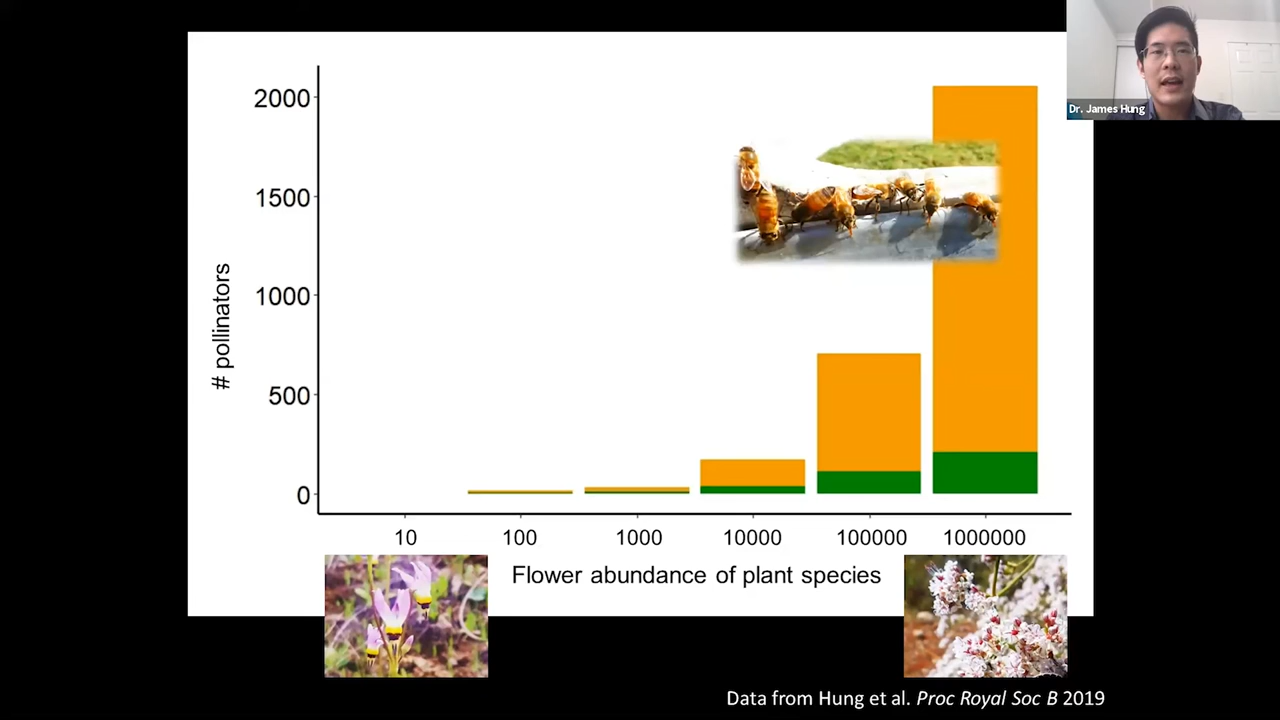 Dr. James Hung
2000
1500
1000
500
0
# pollinators
10 100 1000 10000 100000 1000000
Flower abundance of plant species
Data from Hung et al. Proc Royal Soc B 2019